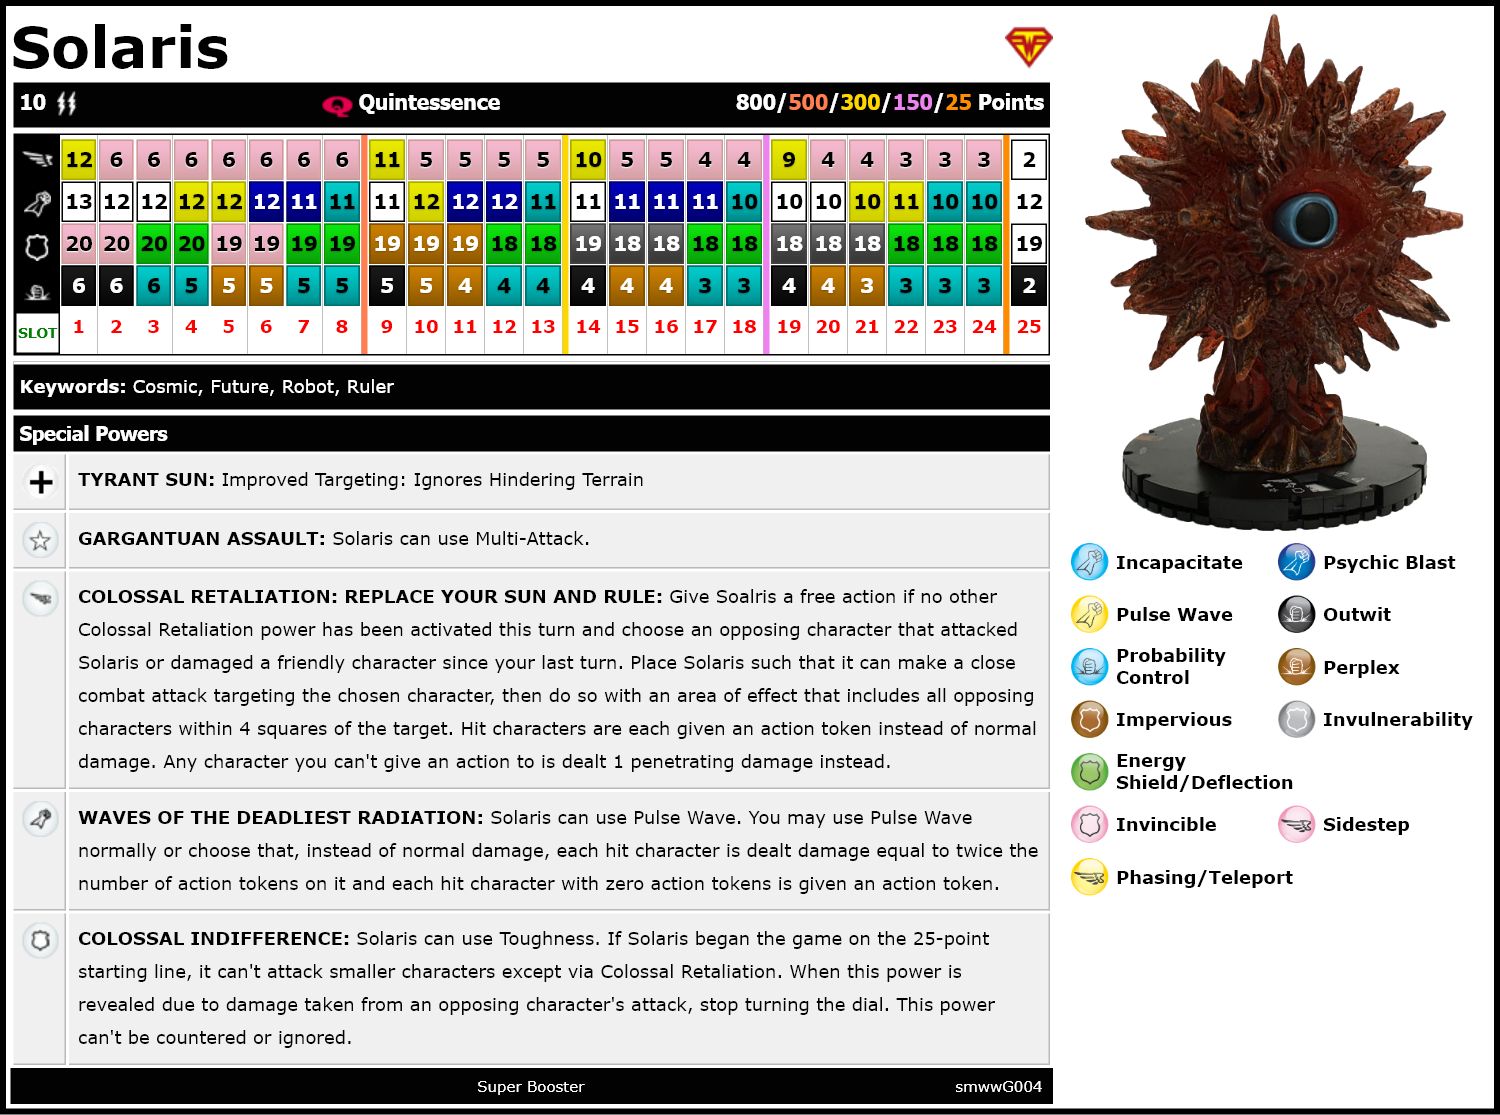 Solaris
10 Quintessence 800/500/300/150/25 Points
12 6 6 6 6 6 6 6 11 5 5 5 5 10 5 5 4 4 9 4 4 3 3 3 2
13 12 12 12 12 12 11 11 11 12 12 12 11 11 11 11 11 10 10 10 10 11 10 10 12
20 20 20 20 19 19 19 19 19 19 19 18 18 19 18 18 18 18 18 18 18 18 18 18 19
6 6 6 5 5 5 5 5 5 5 4 4 4 4 4 4 3 3 4 4 3 3 3 3 2
SLOT 1 2 3 4 5 6 7 8 9 10 11 12 13 14 15 16 17 18 19 20 21 22 23 24 25
Keywords: Cosmic, Future, Robot, Ruler
Special Powers
TYRANT SUN: Improved Targeting: Ignores Hindering Terrain
GARGANTUAN ASSAULT: Solaris can use Multi-Attack.
COLOSSAL RETALIATION: REPLACE YOUR SUN AND RULE: Give Soalris a free action if no other
Colossal Retaliation power has been activated this turn and choose an opposing character that attacked
Solaris or damaged a friendly character since your last turn. Place Solaris such that it can make a close
combat attack targeting the chosen character, then do so with an area of effect that includes all opposing
characters within 4 squares of the target. Hit characters are each given an action token instead of normal
damage. Any character you can't give an action to is dealt 1 penetrating damage instead.
WAVES OF THE DEADLIEST RADIATION: Solaris can use Pulse Wave. You may use Pulse Wave
normally or choose that, instead of normal damage, each hit character is dealt damage equal to twice the
number of action tokens on it and each hit character with zero action tokens is given an action token.
COLOSSAL INDIFFERENCE: Solaris can use Toughness. If Solaris began the game on the 25-point
starting line, it can't attack smaller characters except via Colossal Retaliation. When this power is
revealed due to damage taken from an opposing character's attack, stop turning the dial. This power
can't be countered or ignored.
Super Booster smwwG004
Incapacitate Psychic Blast
Pulse Wave Outwit
Probability
Control Perplex
Impervious Invulnerability
Energy
Shield/Deflection
Invincible Sidestep
Phasing/Teleport